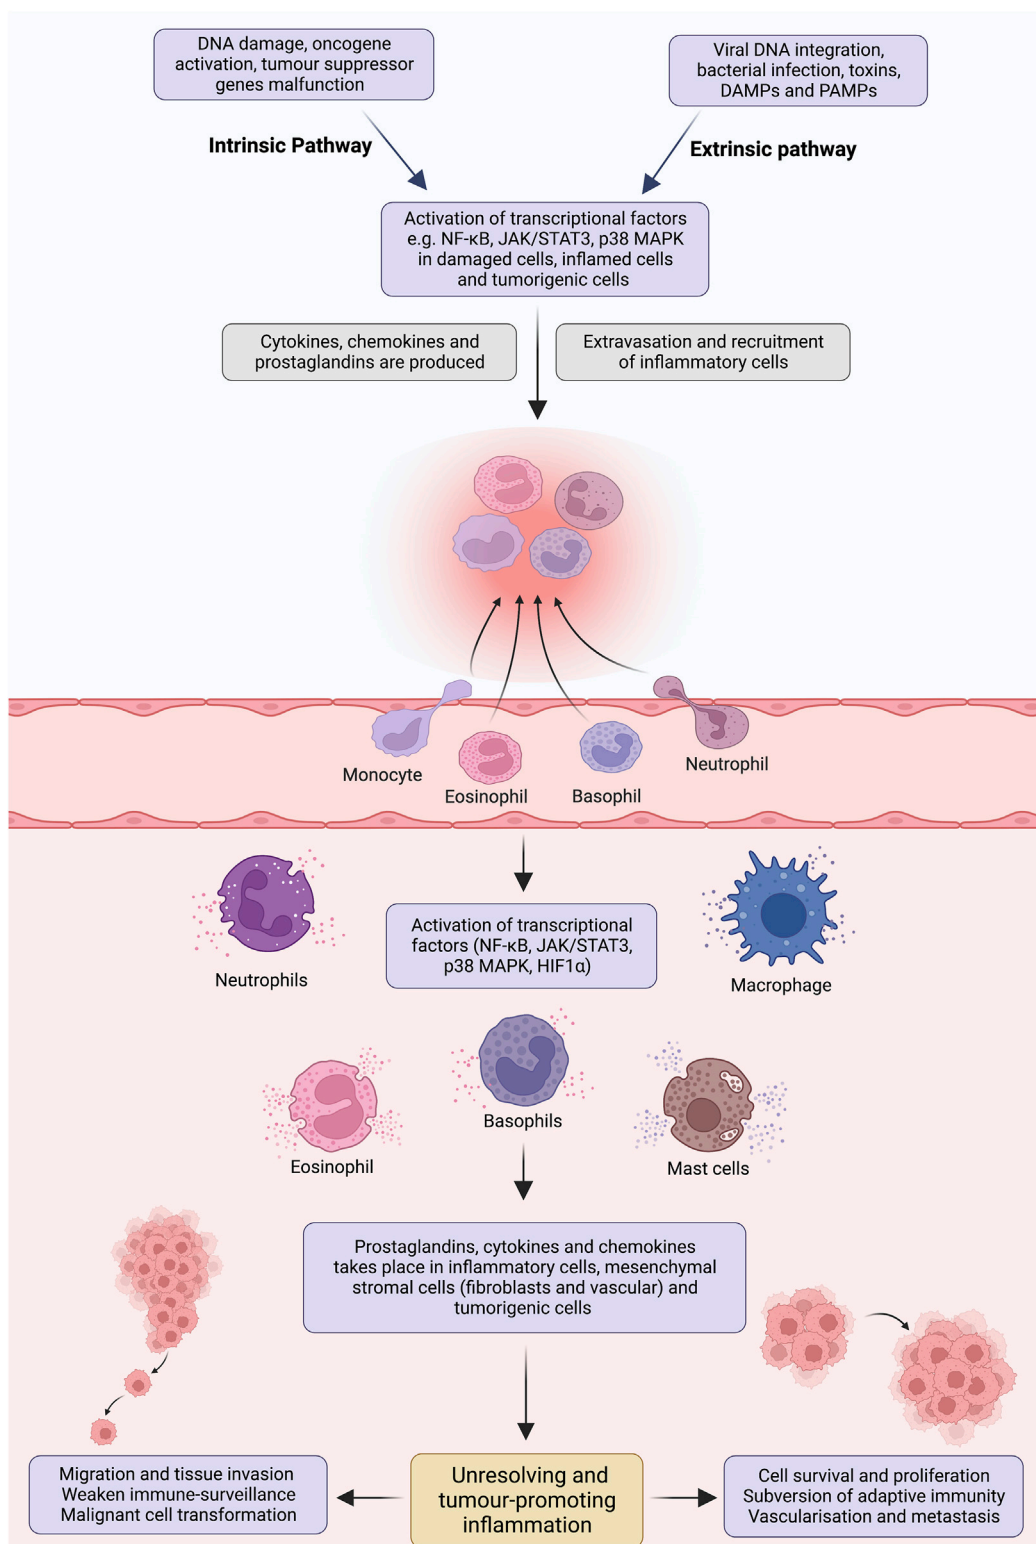 DNA damage, oncogene
activation, tumour suppressor
genes malfunction
Viral DNA integration,
bacterial infection, toxins,
DAMPs and PAMPs
Intrinsic Pathway
Extrinsic pathway
Activation of transcriptional factors
e.g. NF-κB, JAK/STAT3, p38 MAPK
in damaged cells, inflamed cells
and tumorigenic cells
Cytokines, chemokines and
prostaglandins are produced
Extravasation and recruitment
of inflammatory cells
Monocyte
Eosinophil
Basophil
Neutrophil
Neutrophils
Activation of transcriptional
factors (NF-κB, JAK/STAT3,
p38 MAPK, HIF1α)
Macrophage
Eosinophil
Basophils
Mast cells
Prostaglandins, cytokines and chemokines
takes place in inflammatory cells, mesenchymal
stromal cells (fibroblasts and vascular) and
tumorigenic cells
Migration and tissue invasion
Weaken immune-surveillance
Malignant cell transformation
Unresolving and
tumour-promoting
inflammation
Cell survival and proliferation
Subversion of adaptive immunity
Vascularisation and metastasis